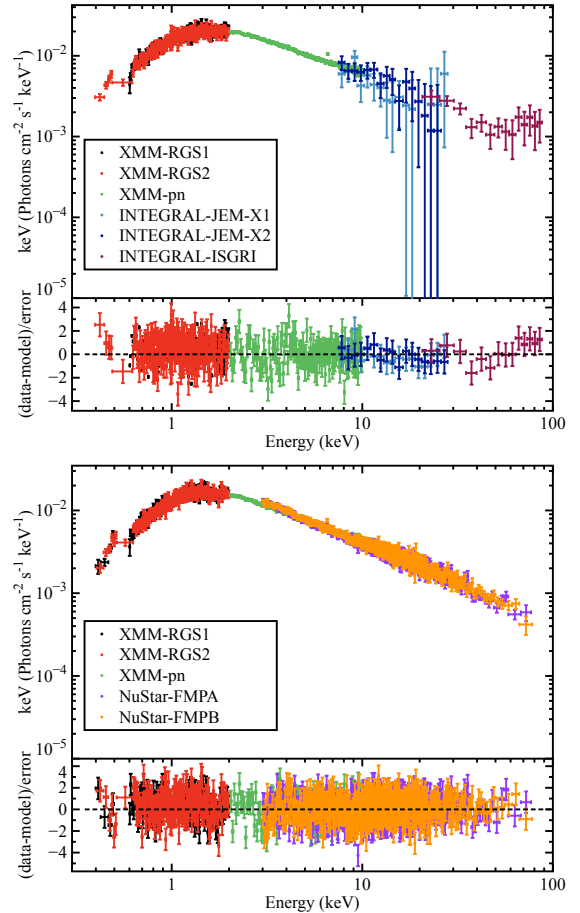 keV (Photons cm⁻² s⁻¹ keV⁻¹)
10⁻²
10⁻³
10⁻⁴
10⁻⁵
XMM-RGS1
XMM-RGS2
XMM-pn
INTEGRAL-JEM-X1
INTEGRAL-JEM-X2
INTEGRAL-ISGRI
(data-model)/error
4
2
0
−2
−4
1 10 100
Energy (keV)
keV (Photons cm⁻² s⁻¹ keV⁻¹)
10⁻²
10⁻³
10⁻⁴
10⁻⁵
XMM-RGS1
XMM-RGS2
XMM-pn
NuStar-FMPA
NuStar-FMPB
(data-model)/error
4
2
0
−2
−4
1 10 100
Energy (keV)